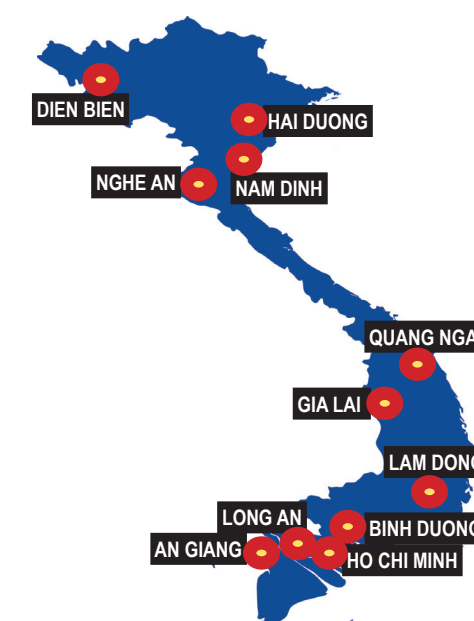 DIEN BIEN
HAI DUONG
NGHE AN
NAM DINH
QUANG NGA
GIA LAI
LAM DONG
LONG AN
BINH DUONG
AN GIANG
HO CHI MINH